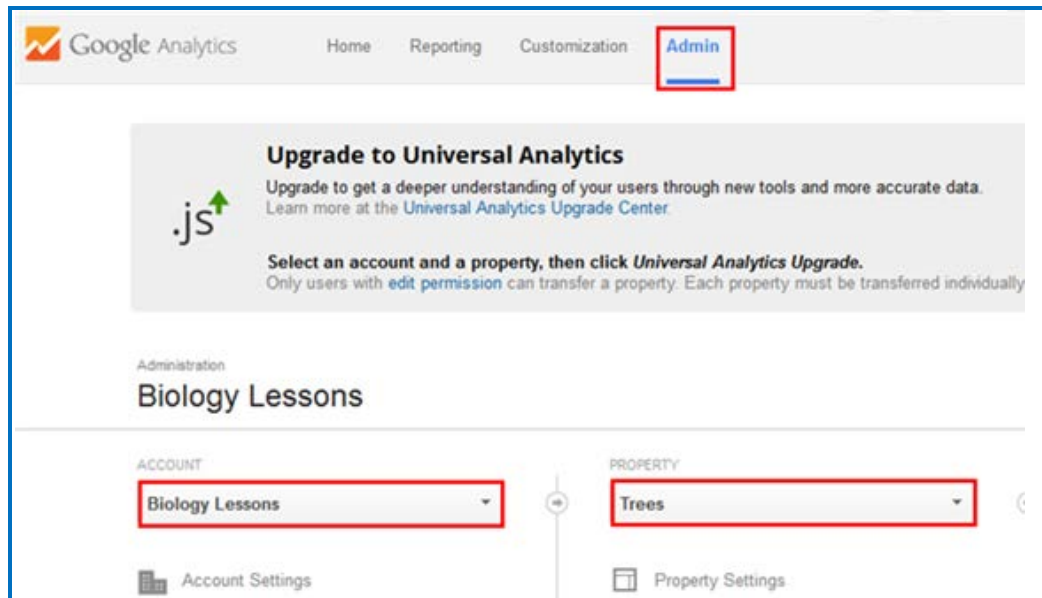 Google Analytics Home Reporting Customization Admin
Upgrade to Universal Analytics
Upgrade to get a deeper understanding of your users through new tools and more accurate data.
Learn more at the Universal Analytics Upgrade Center.
.js
Select an account and a property, then click Universal Analytics Upgrade.
Only users with edit permission can transfer a property. Each property must be transferred individually
Administration
Biology Lessons
ACCOUNT PROPERTY
Biology Lessons Trees
Account Settings Property Settings